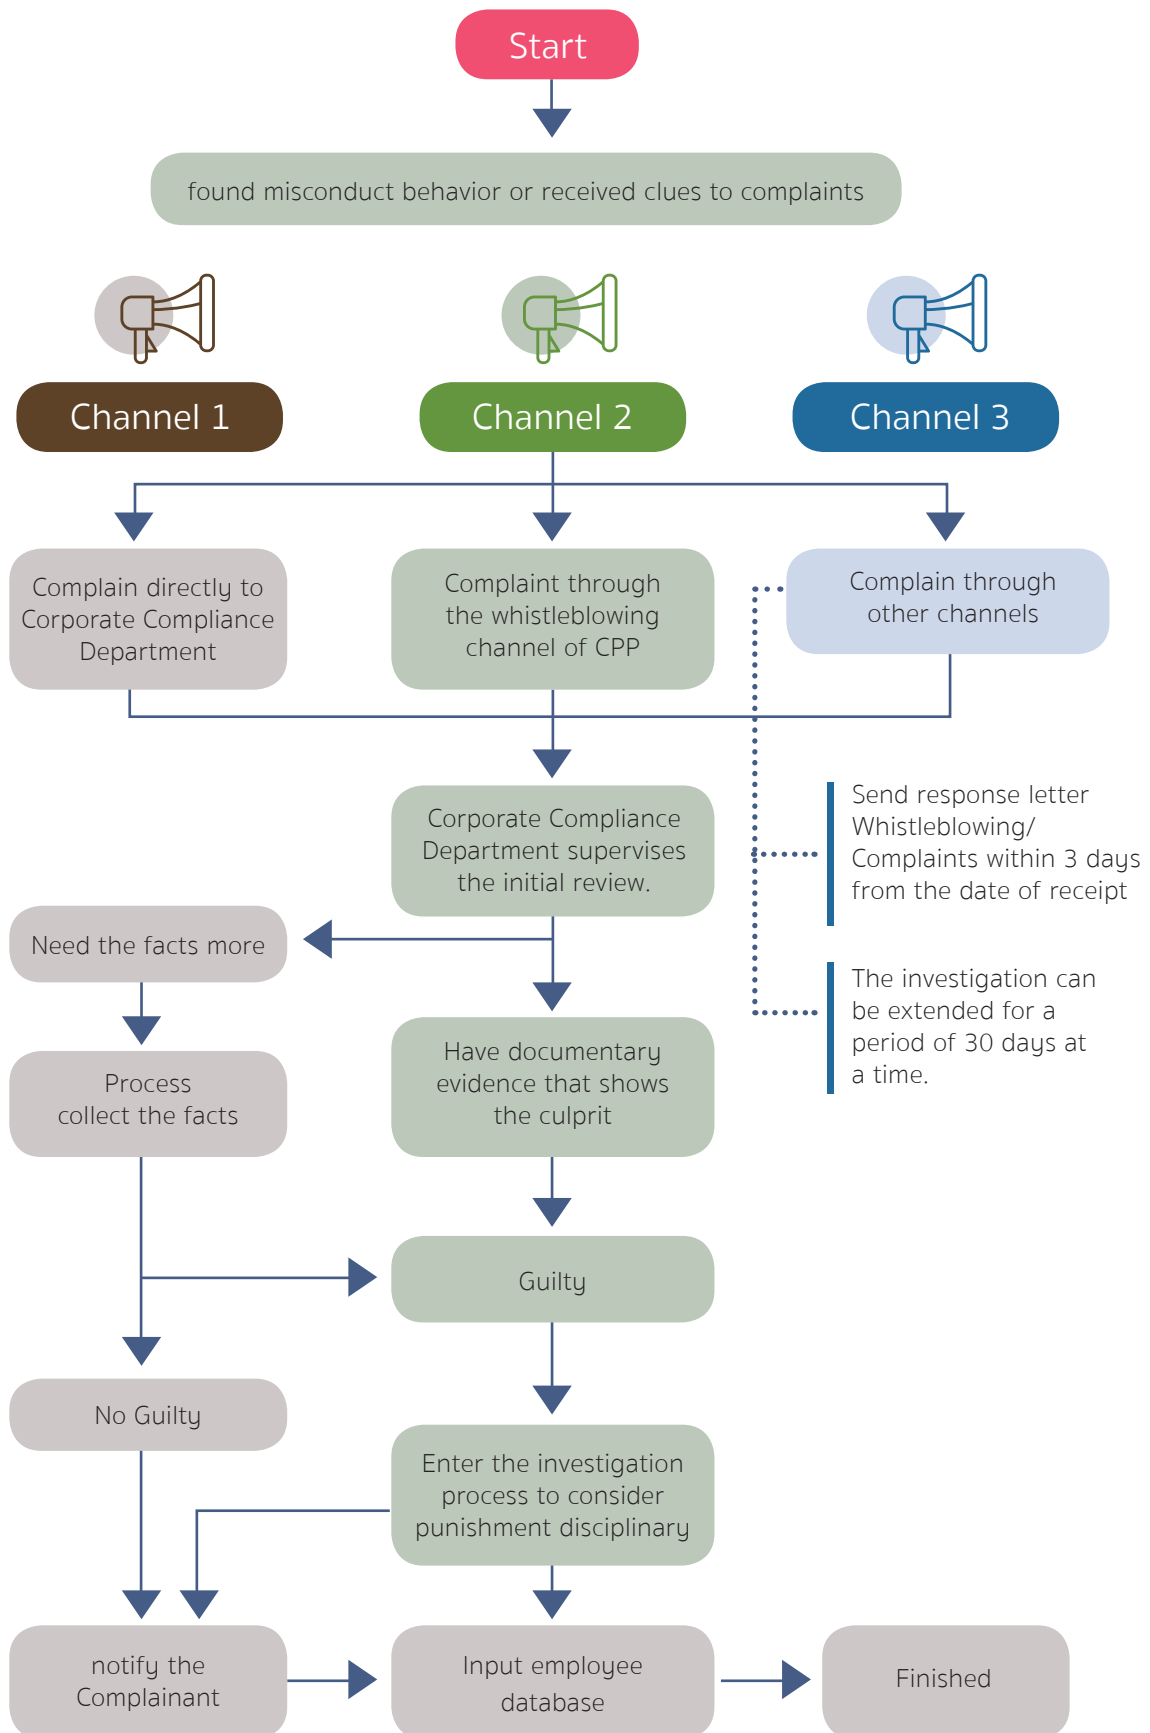 Start
found misconduct behavior or received clues to complaints
Channel 1
Channel 2
Channel 3
Complain directly to
Corporate Compliance
Department
Complaint through
the whistleblowing
channel of CPP
Complain through
other channels
Corporate Compliance
Department supervises
the initial review.
Send response letter
Whistleblowing/
Complaints within 3 days
from the date of receipt
Need the facts more
The investigation can
be extended for a
period of 30 days at
a time.
Process
collect the facts
Have documentary
evidence that shows
the culprit
Guilty
No Guilty
Enter the investigation
process to consider
punishment disciplinary
notify the
Complainant
Input employee
database
Finished